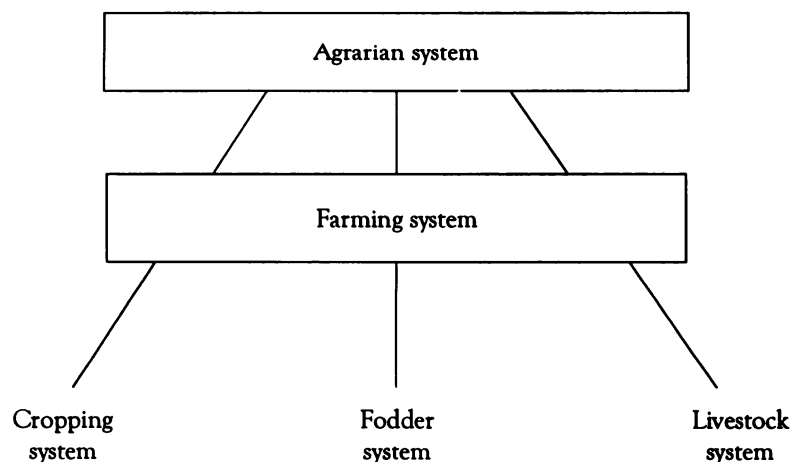 Agrarian system
Farming system
Cropping
system
Fodder
system
Livestock
system